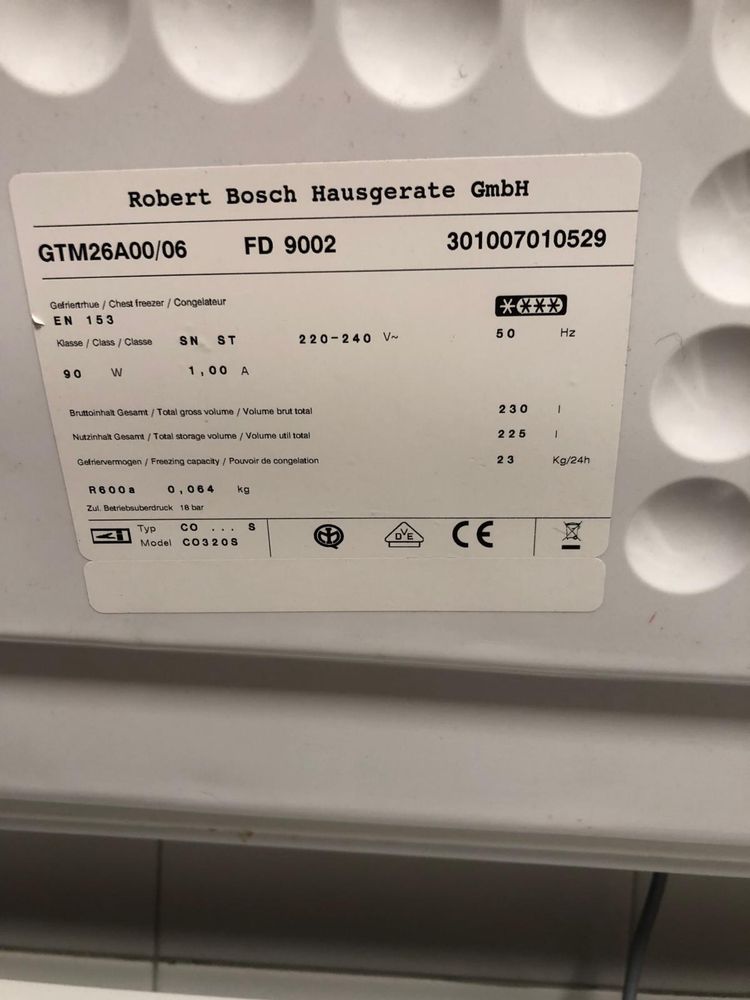 Robert Bosch Hausgerate GmbH
GTM26A00/06 FD 9002 301007010529
Gefriertrhue / Chest freezer / Congelateur
EN 153
Klasse / Class / Classe SN ST 220-240 V~ 50 Hz
90 W 1,00 A
Bruttoinhalt Gesamt / Total gross volume / Volume brut total 230 l
Nutzinhalt Gesamt / Total storage volume / Volume util total 225 l
Gefriervermogen / Freezing capacity / Pouvoir de congelation 23 Kg/24h
R600a 0,064 kg
Zul. Betriebsuberdruck 18 bar
Typ CO ... S
Model CO320S
DVE CE